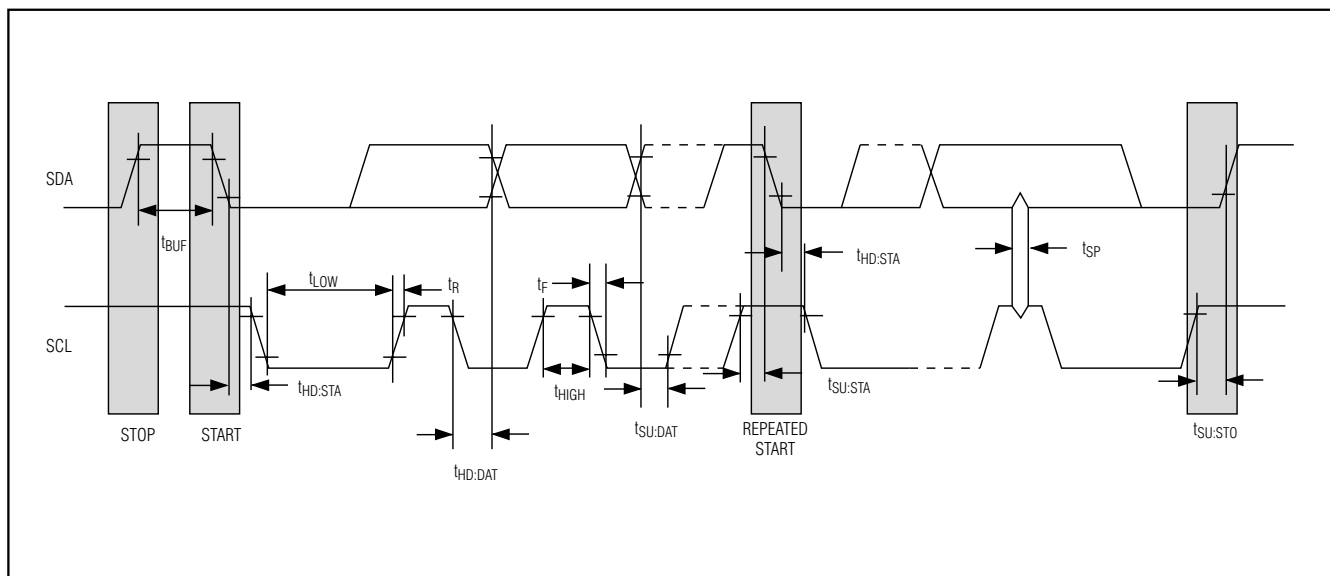 SDA
tBUF
tLOW
tR
tF
tHD:STA
tSP
SCL
tHD:STA
tHIGH
tSU:DAT
tSU:STA
tSU:STO
STOP
START
REPEATED
START
tHD:DAT